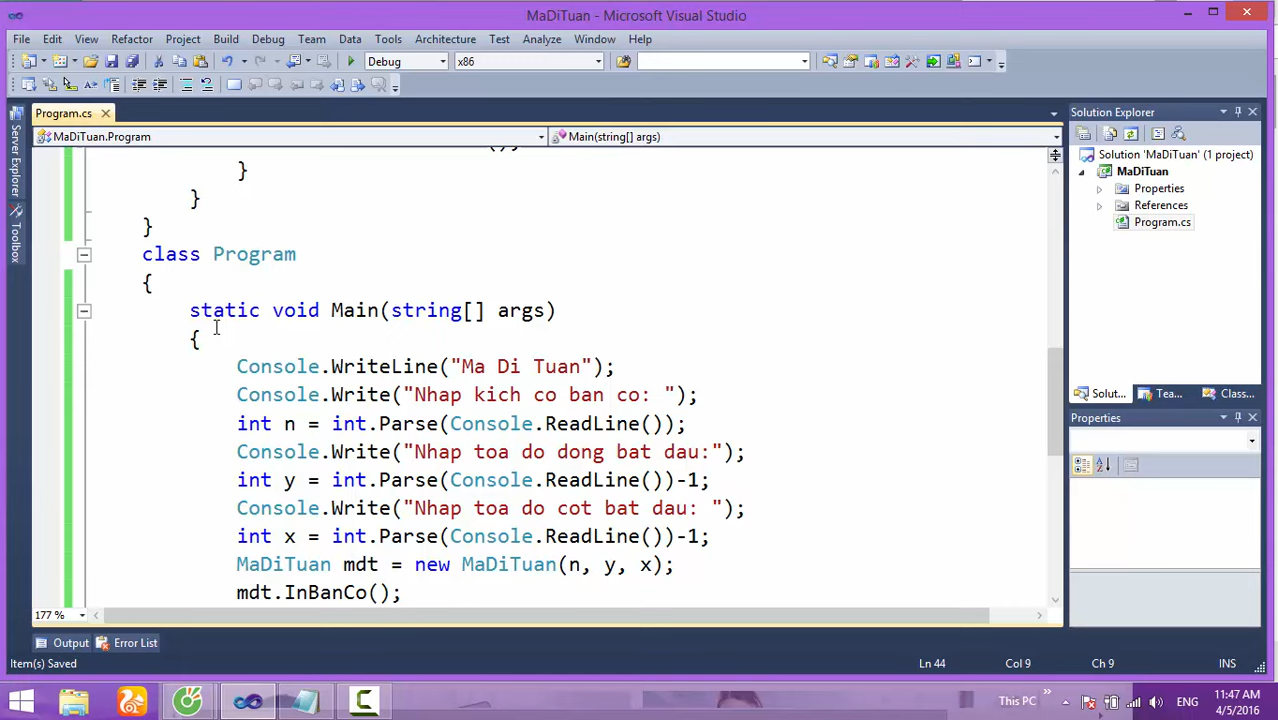 MaDiTuan - Microsoft Visual Studio
File Edit View Refactor Project Build Debug Team Data Tools Architecture Test Analyze Window Help
Debug x86
Program.cs
MaDiTuan.Program Main(string[] args)
}
}
}
class Program
{
static void Main(string[] args)
{
Console.WriteLine("Ma Di Tuan");
Console.Write("Nhap kich co ban co: ");
int n = int.Parse(Console.ReadLine());
Console.Write("Nhap toa do dong bat dau:");
int y = int.Parse(Console.ReadLine())-1;
Console.Write("Nhap toa do cot bat dau: ");
int x = int.Parse(Console.ReadLine())-1;
MaDiTuan mdt = new MaDiTuan(n, y, x);
mdt.InBanCo();
177 %
Server Explorer
Toolbox
Solution Explorer
Solution 'MaDiTuan' (1 project)
MaDiTuan
Properties
References
Program.cs
Solut... Tea... Class...
Properties
Output Error List
Item(s) Saved Ln 44 Col 9 Ch 9 INS
This PC ENG 11:47 AM
4/5/2016